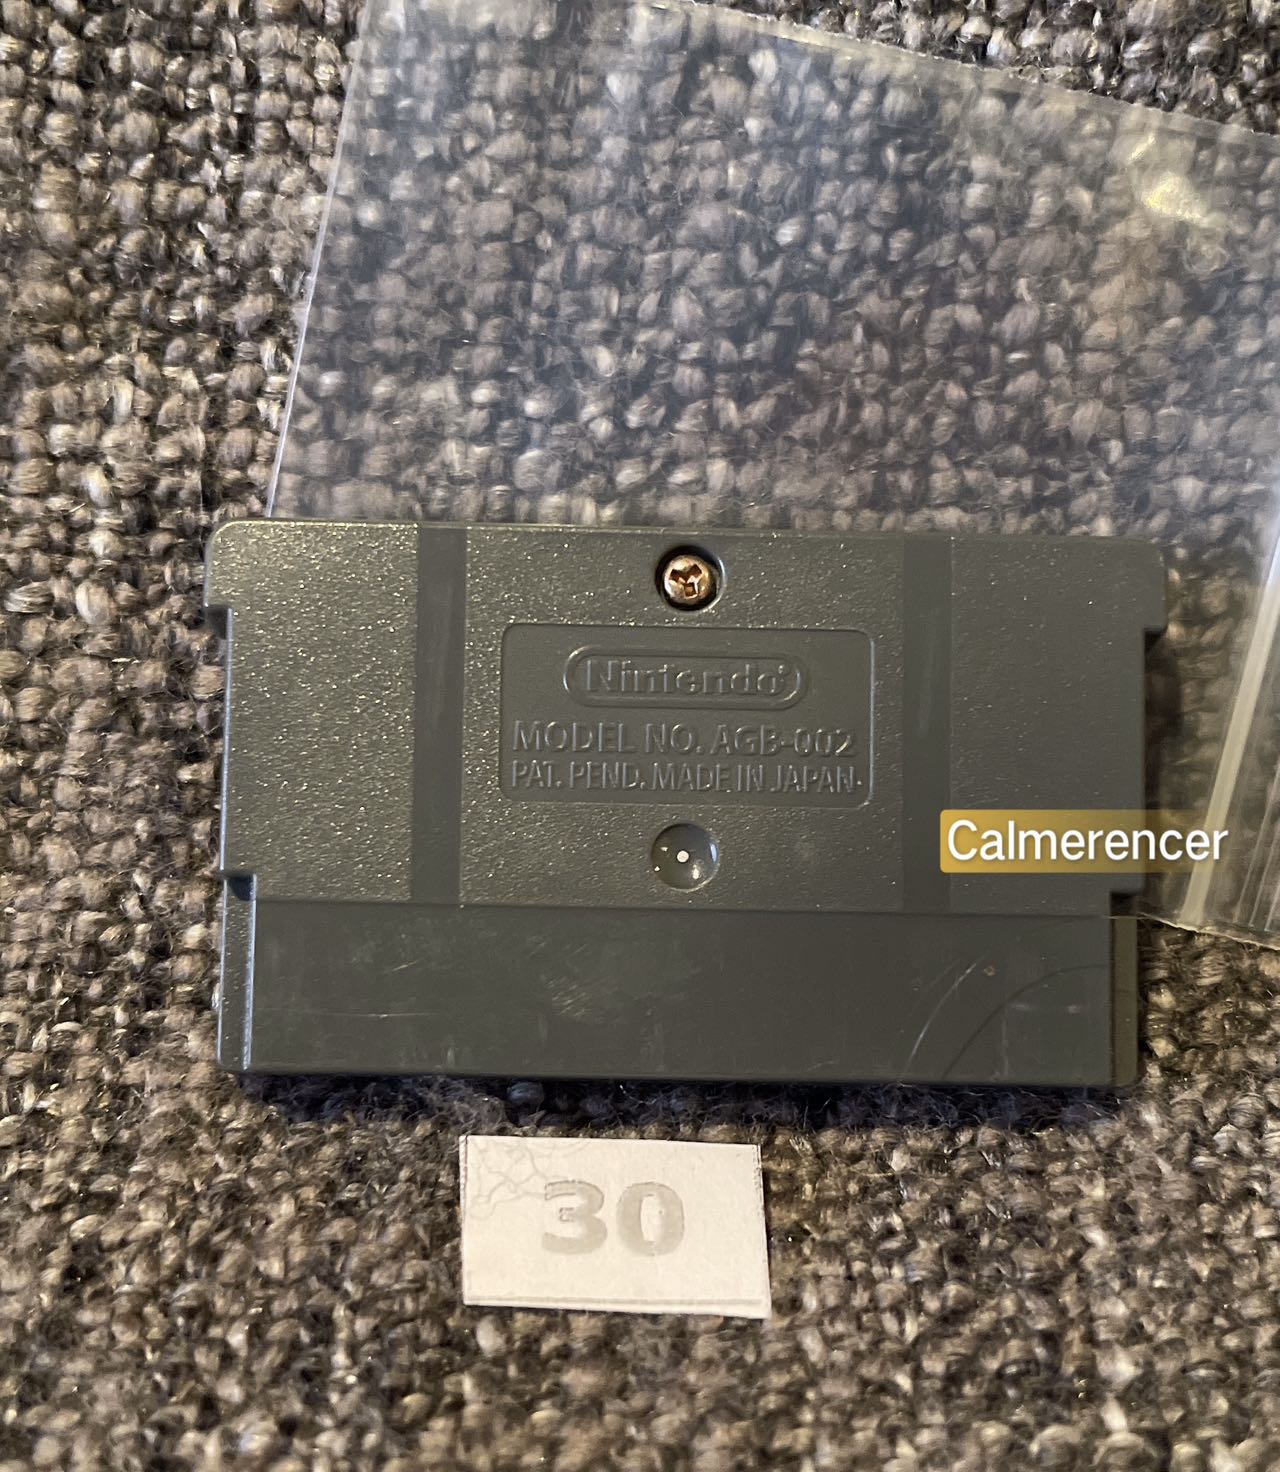 Nintendo®
MODEL NO. AGB-002
PAT. PEND. MADE IN JAPAN.
Calmerencer
30